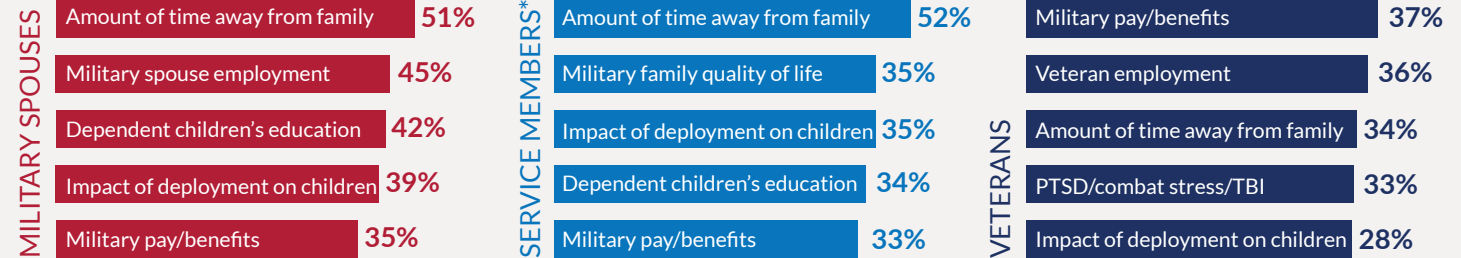 MILITARY SPOUSES
Amount of time away from family 51%
Military spouse employment 45%
Dependent children's education 42%
Impact of deployment on children 39%
Military pay/benefits 35%
SERVICE MEMBERS*
Amount of time away from family 52%
Military family quality of life 35%
Impact of deployment on children 35%
Dependent children's education 34%
Military pay/benefits 33%
VETERANS
Military pay/benefits 37%
Veteran employment 36%
Amount of time away from family 34%
PTSD/combat stress/TBI 33%
Impact of deployment on children 28%